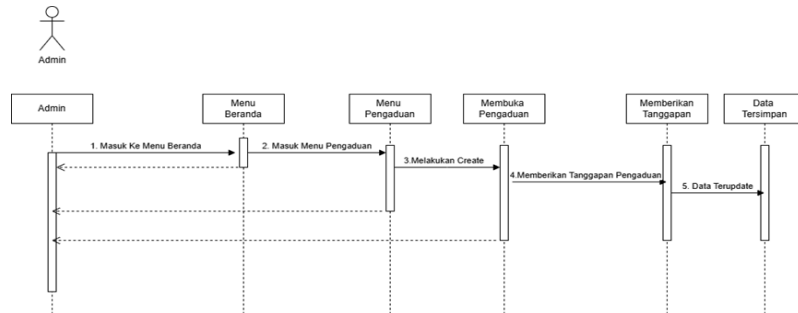 Admin
Admin
Menu
Beranda
Menu
Pengaduan
Membuka
Pengaduan
Memberikan
Tanggapan
Data
Tersimpan
1. Masuk Ke Menu Beranda
2. Masuk Menu Pengaduan
3.Melakukan Create
4.Memberikan Tanggapan Pengaduan
5. Data Terupdate